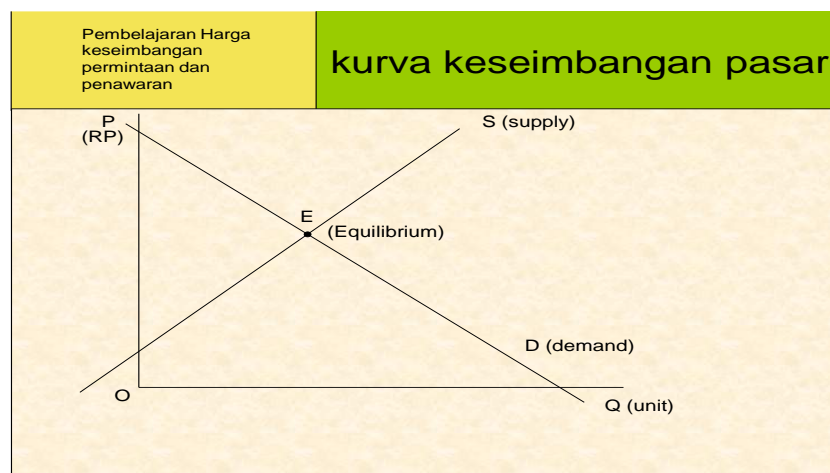 Pembelajaran Harga
keseimbangan
permintaan dan
penawaran
kurva keseimbangan pasar
P
(RP)
S (supply)
E
(Equilibrium)
D (demand)
O
Q (unit)